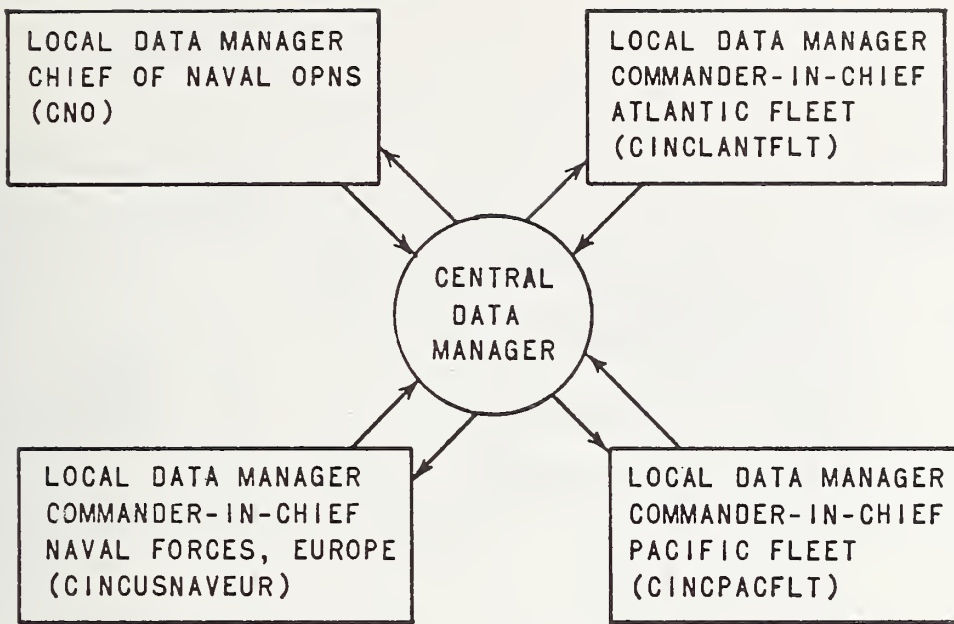 LOCAL DATA MANAGER
CHIEF OF NAVAL OPNS
(CNO)
LOCAL DATA MANAGER
COMMANDER-IN-CHIEF
ATLANTIC FLEET
(CINCLANTFLT)
CENTRAL
DATA
MANAGER
LOCAL DATA MANAGER
COMMANDER-IN-CHIEF
NAVAL FORCES, EUROPE
(CINCUSNAVEUR)
LOCAL DATA MANAGER
COMMANDER-IN-CHIEF
PACIFIC FLEET
(CINCPACFLT)